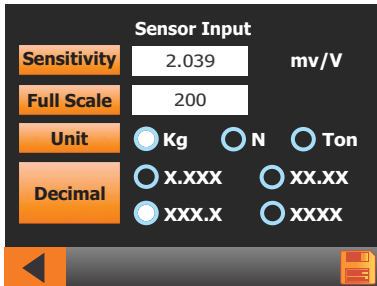 Sensor Input
Sensitivity 2.039 mv/V
Full Scale 200
Unit Kg N Ton
Decimal X.XXX XX.XX
XXX.X XXXX